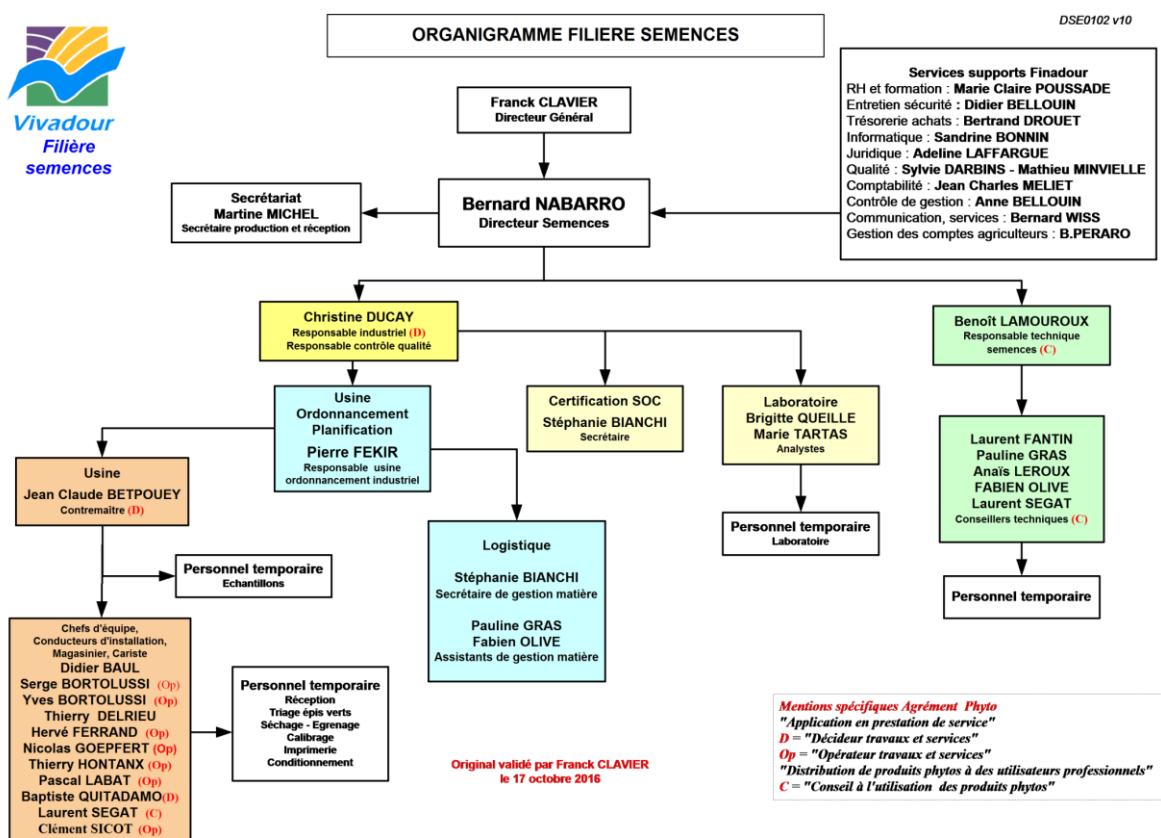 DSE0102 v10
ORGANIGRAMME FILIERE SEMENCES
Vivadour
Filière
semences
Franck CLAVIER
Directeur Général
Services supports Finadour
RH et formation : Marie Claire POUSSADE
Entretien sécurité : Didier BELLOUIN
Trésorerie achats : Bertrand DROUET
Informatique : Sandrine BONNIN
Juridique : Adeline LAFFARGUE
Qualité : Sylvie DARBINS - Mathieu MINVIELLE
Comptabilité : Jean Charles MELIET
Contrôle de gestion : Anne BELLOUIN
Communication, services : Bernard WISS
Gestion des comptes agriculteurs : B.PERARO
Secrétariat
Martine MICHEL
Secrétaire production et réception
Bernard NABARRO
Directeur Semences
Christine DUCAY
Responsable industriel (D)
Responsable contrôle qualité
Benoît LAMOUROUX
Responsable technique
semences (C)
Usine
Ordonnancement
Planification
Pierre FEKIR
Responsable usine
ordonnancement industriel
Certification SOC
Stéphanie BIANCHI
Secrétaire
Laboratoire
Brigitte QUEILLE
Marie TARTAS
Analystes
Laurent FANTIN
Pauline GRAS
Anaïs LEROUX
FABIEN OLIVE
Laurent SEGAT
Conseillers techniques (C)
Usine
Jean Claude BETPOUEY
Contremaître (D)
Personnel temporaire
Laboratoire
Logistique
Stéphanie BIANCHI
Secrétaire de gestion matière
Pauline GRAS
Fabien OLIVE
Assistants de gestion matière
Personnel temporaire
Echantillons
Personnel temporaire
Chefs d'équipe,
Conducteurs d'installation,
Magasinier, Cariste
Didier BAUL
Serge BORTOLUSSI (Op)
Yves BORTOLUSSI (Op)
Thierry DELRIEU
Hervé FERRAND (Op)
Nicolas GOEPFERT (Op)
Thierry HONTANX (Op)
Pascal LABAT (Op)
Baptiste QUITADAMO(D)
Laurent SEGAT (C)
Clément SICOT (Op)
Personnel temporaire
Réception
Triage épis verts
Séchage - Egrenage
Calibrage
Imprimerie
Conditionnement
Original validé par Franck CLAVIER
le 17 octobre 2016
Mentions spécifiques Agrément Phyto
"Application en prestation de service"
D = "Décideur travaux et services"
Op = "Opérateur travaux et services"
"Distribution de produits phytos à des utilisateurs professionnels"
C = "Conseil à l'utilisation des produits phytos"